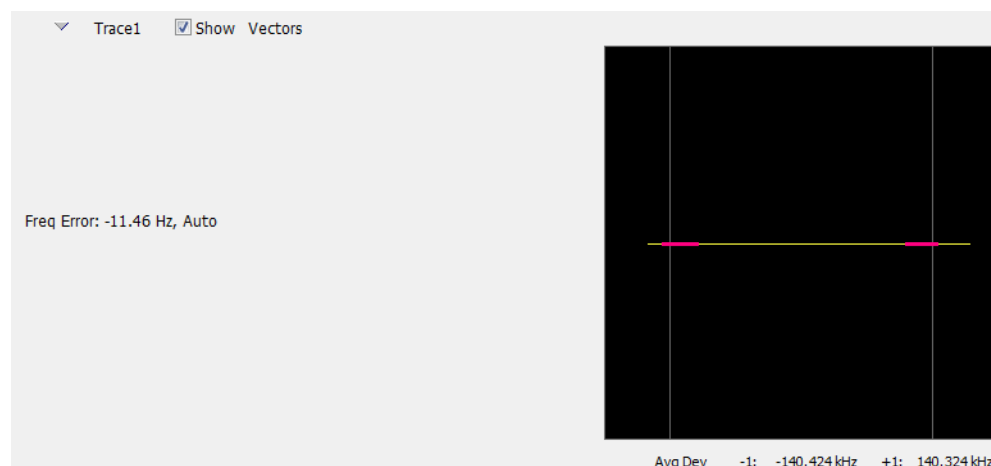 Trace1 Show Vectors
Freq Error: -11.46 Hz, Auto
Avg Dev -1: -140.424 kHz +1: 140.324 kHz